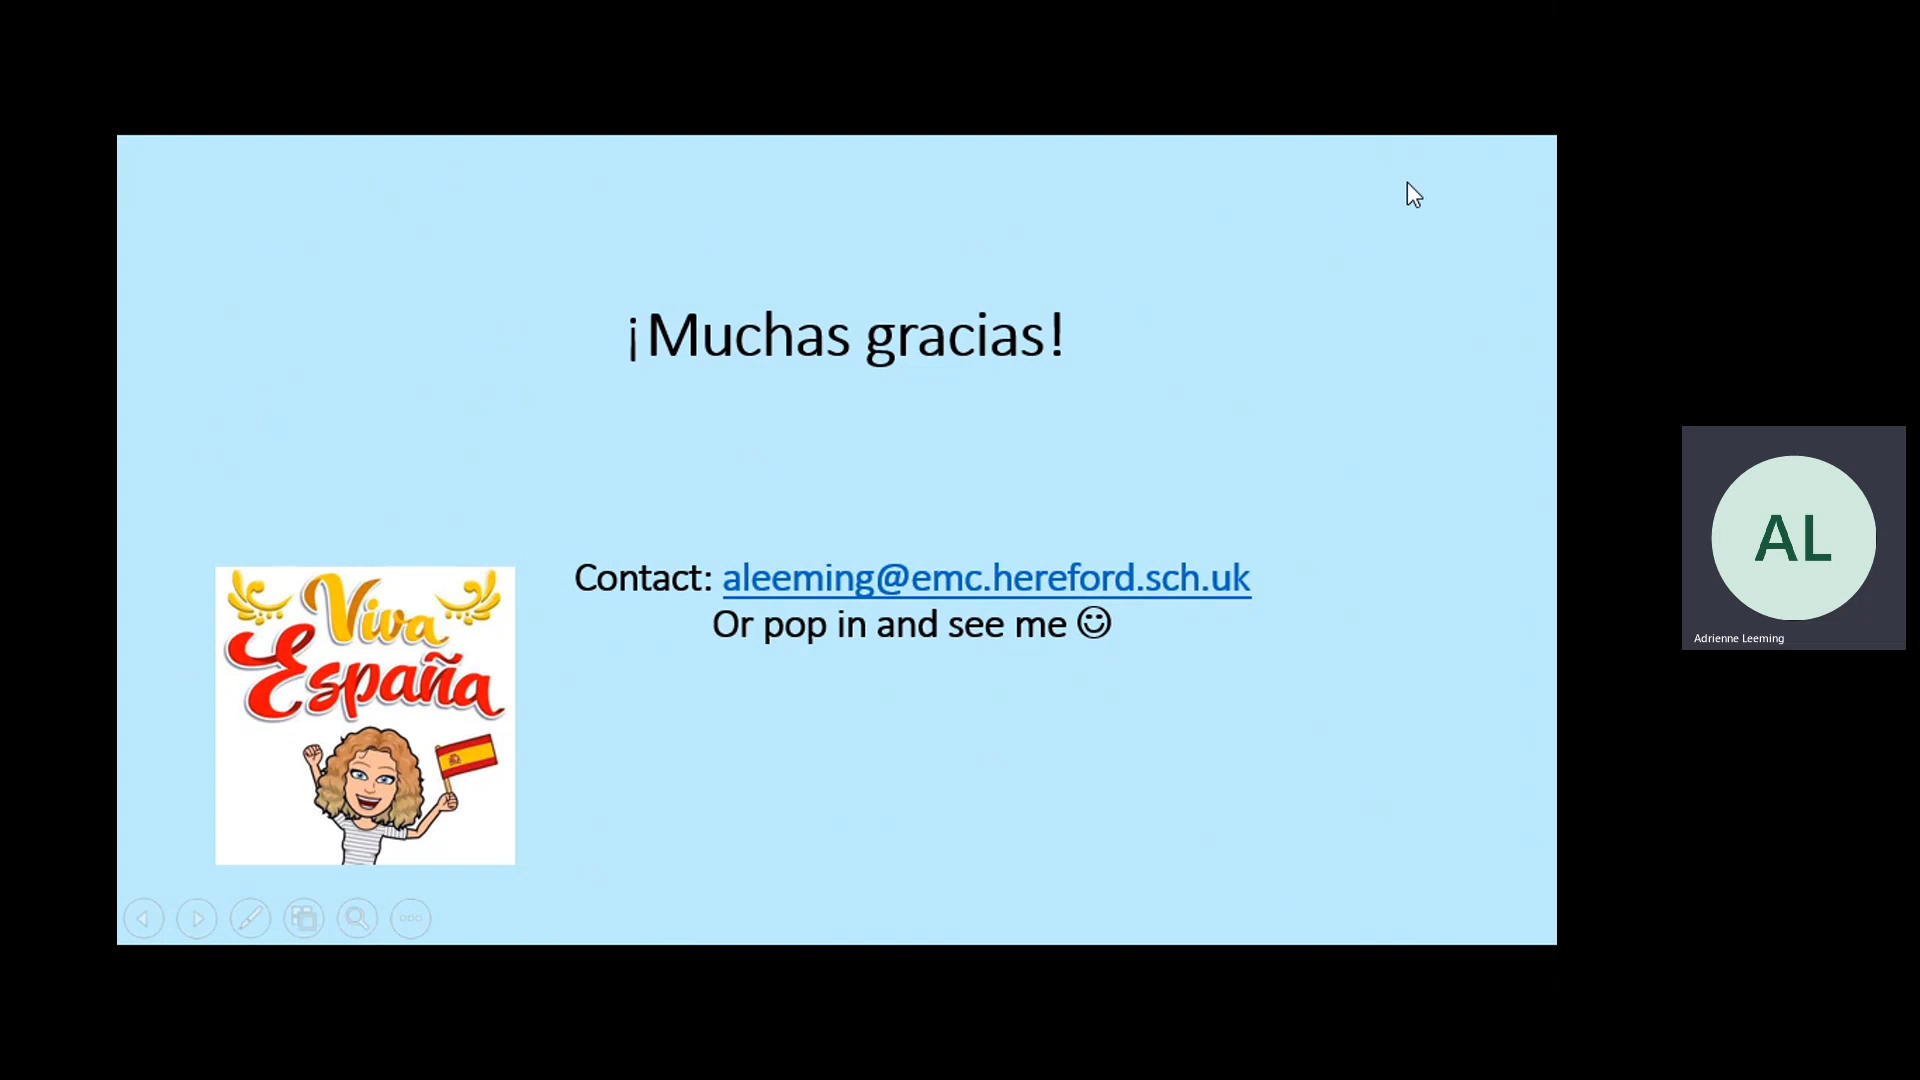 ¡Muchas gracias!
Contact: aleeming@emc.hereford.sch.uk
Or pop in and see me ☺
Viva
España
AL
Adrienne Leeming